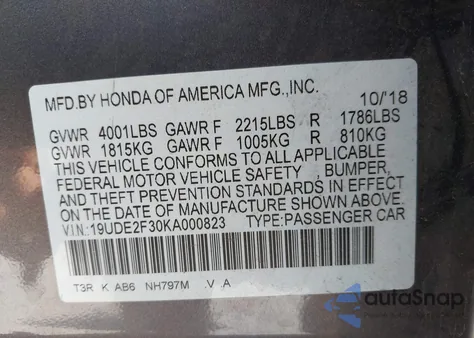 MFD.BY HONDA OF AMERICA MFG.,INC. 10/'18
GVWR 4001LBS GAWR F 2215LBS R 1786LBS
GVWR 1815KG GAWR F 1005KG R 810KG
THIS VEHICLE CONFORMS TO ALL APPLICABLE
FEDERAL MOTOR VEHICLE SAFETY BUMPER,
AND THEFT PREVENTION STANDARDS IN EFFECT
ON THE DATE OF MANUFACTURE SHOWN ABOVE.
V.I.N:19UDE2F30KA000823 TYPE:PASSENGER CAR
T3R K AB6 NH797M .V .A
autoSnap